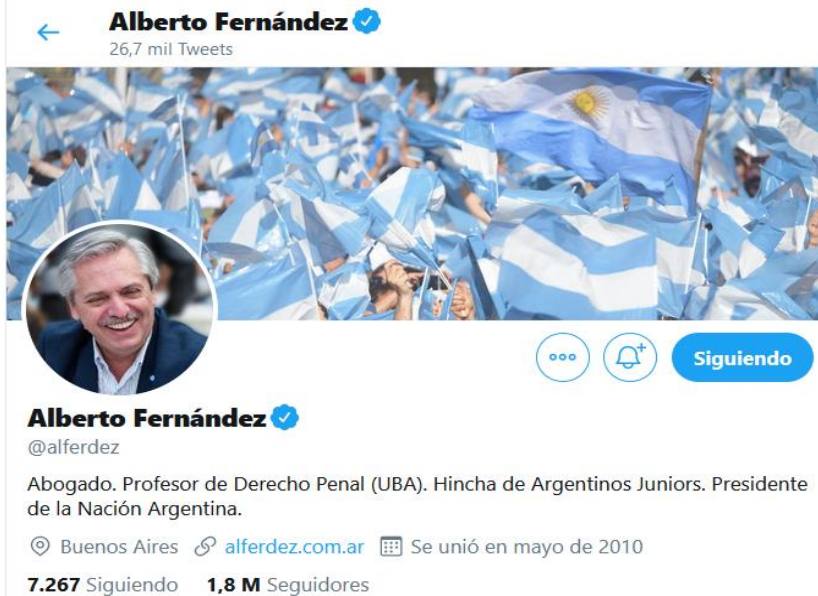 Alberto Fernández
26,7 mil Tweets
Siguiendo
Alberto Fernández
@alferdez
Abogado. Profesor de Derecho Penal (UBA). Hincha de Argentinos Juniors. Presidente
de la Nación Argentina.
Buenos Aires alferdez.com.ar Se unió en mayo de 2010
7.267 Siguiendo 1,8 M Seguidores